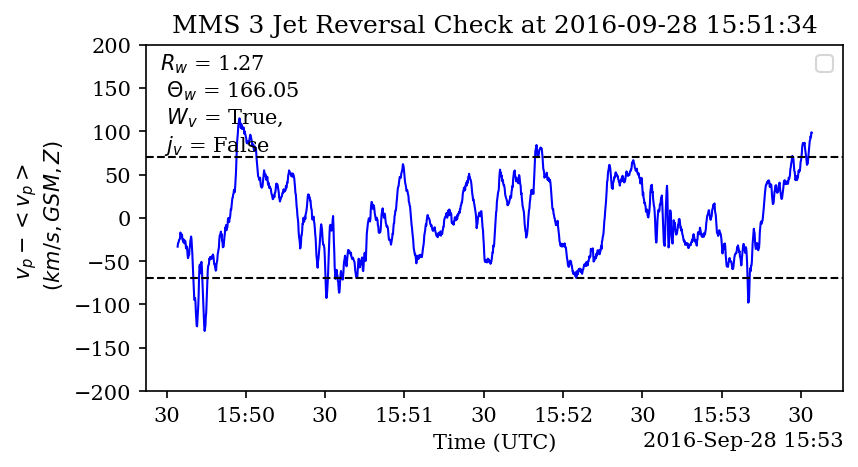 MMS 3 Jet Reversal Check at 2016-09-28 15:51:34
200
150
100
50
0
−50
−100
−150
−200
v_p − < v_p >
(km/s, GSM, Z)
R_w = 1.27
Θ_w = 166.05
W_v = True,
j_v = False
30 15:50 30 15:51 30 15:52 30 15:53 30
Time (UTC)
2016-Sep-28 15:53